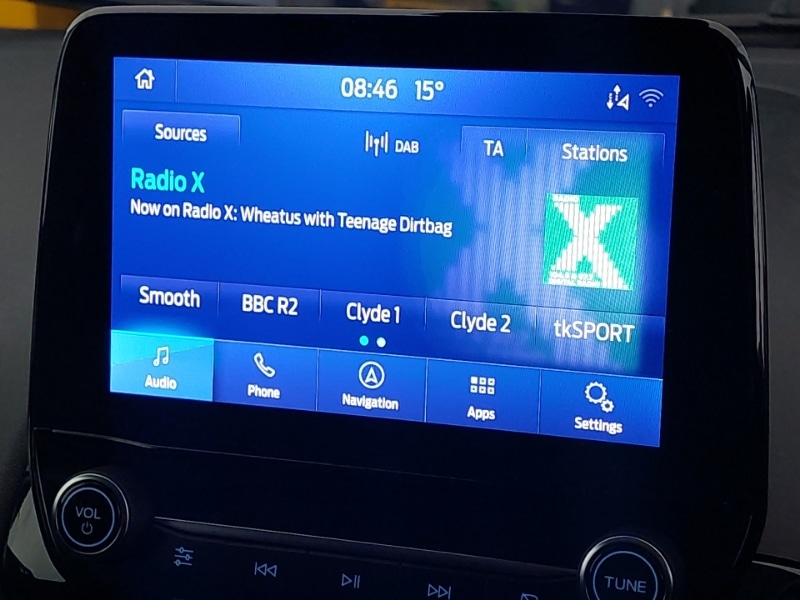 08:46 15°
Sources
DAB
TA
Stations
Radio X
Now on Radio X: Wheatus with Teenage Dirtbag
RADIO
X
Smooth
BBC R2
Clyde 1
Clyde 2
tkSPORT
Audio
Phone
Navigation
Apps
Settings
VOL
TUNE